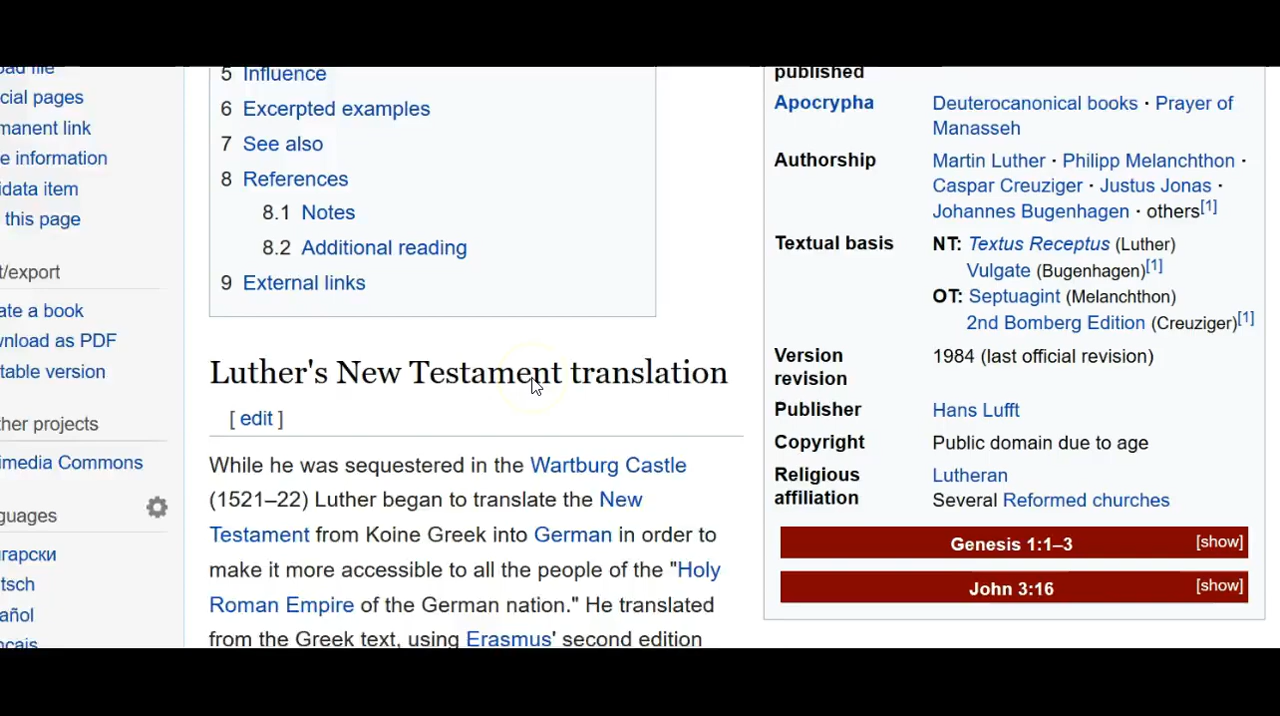 oad file
cial pages
manent link
e information
idata item
this page
t/export
ate a book
wnload as PDF
table version
ther projects
imedia Commons
guages
гарски
tsch
añol
nçais
5 Influence
6 Excerpted examples
7 See also
8 References
8.1 Notes
8.2 Additional reading
9 External links
Luther's New Testament translation
[ edit ]
While he was sequestered in the Wartburg Castle
(1521–22) Luther began to translate the New
Testament from Koine Greek into German in order to
make it more accessible to all the people of the "Holy
Roman Empire of the German nation." He translated
from the Greek text, using Erasmus' second edition
published
Apocrypha Deuterocanonical books · Prayer of
Manasseh
Authorship Martin Luther · Philipp Melanchthon ·
Caspar Creuziger · Justus Jonas ·
Johannes Bugenhagen · others[1]
Textual basis NT: Textus Receptus (Luther)
Vulgate (Bugenhagen)[1]
OT: Septuagint (Melanchthon)
2nd Bomberg Edition (Creuziger)[1]
Version revision 1984 (last official revision)
Publisher Hans Lufft
Copyright Public domain due to age
Religious affiliation Lutheran
Several Reformed churches
Genesis 1:1–3 [show]
John 3:16 [show]